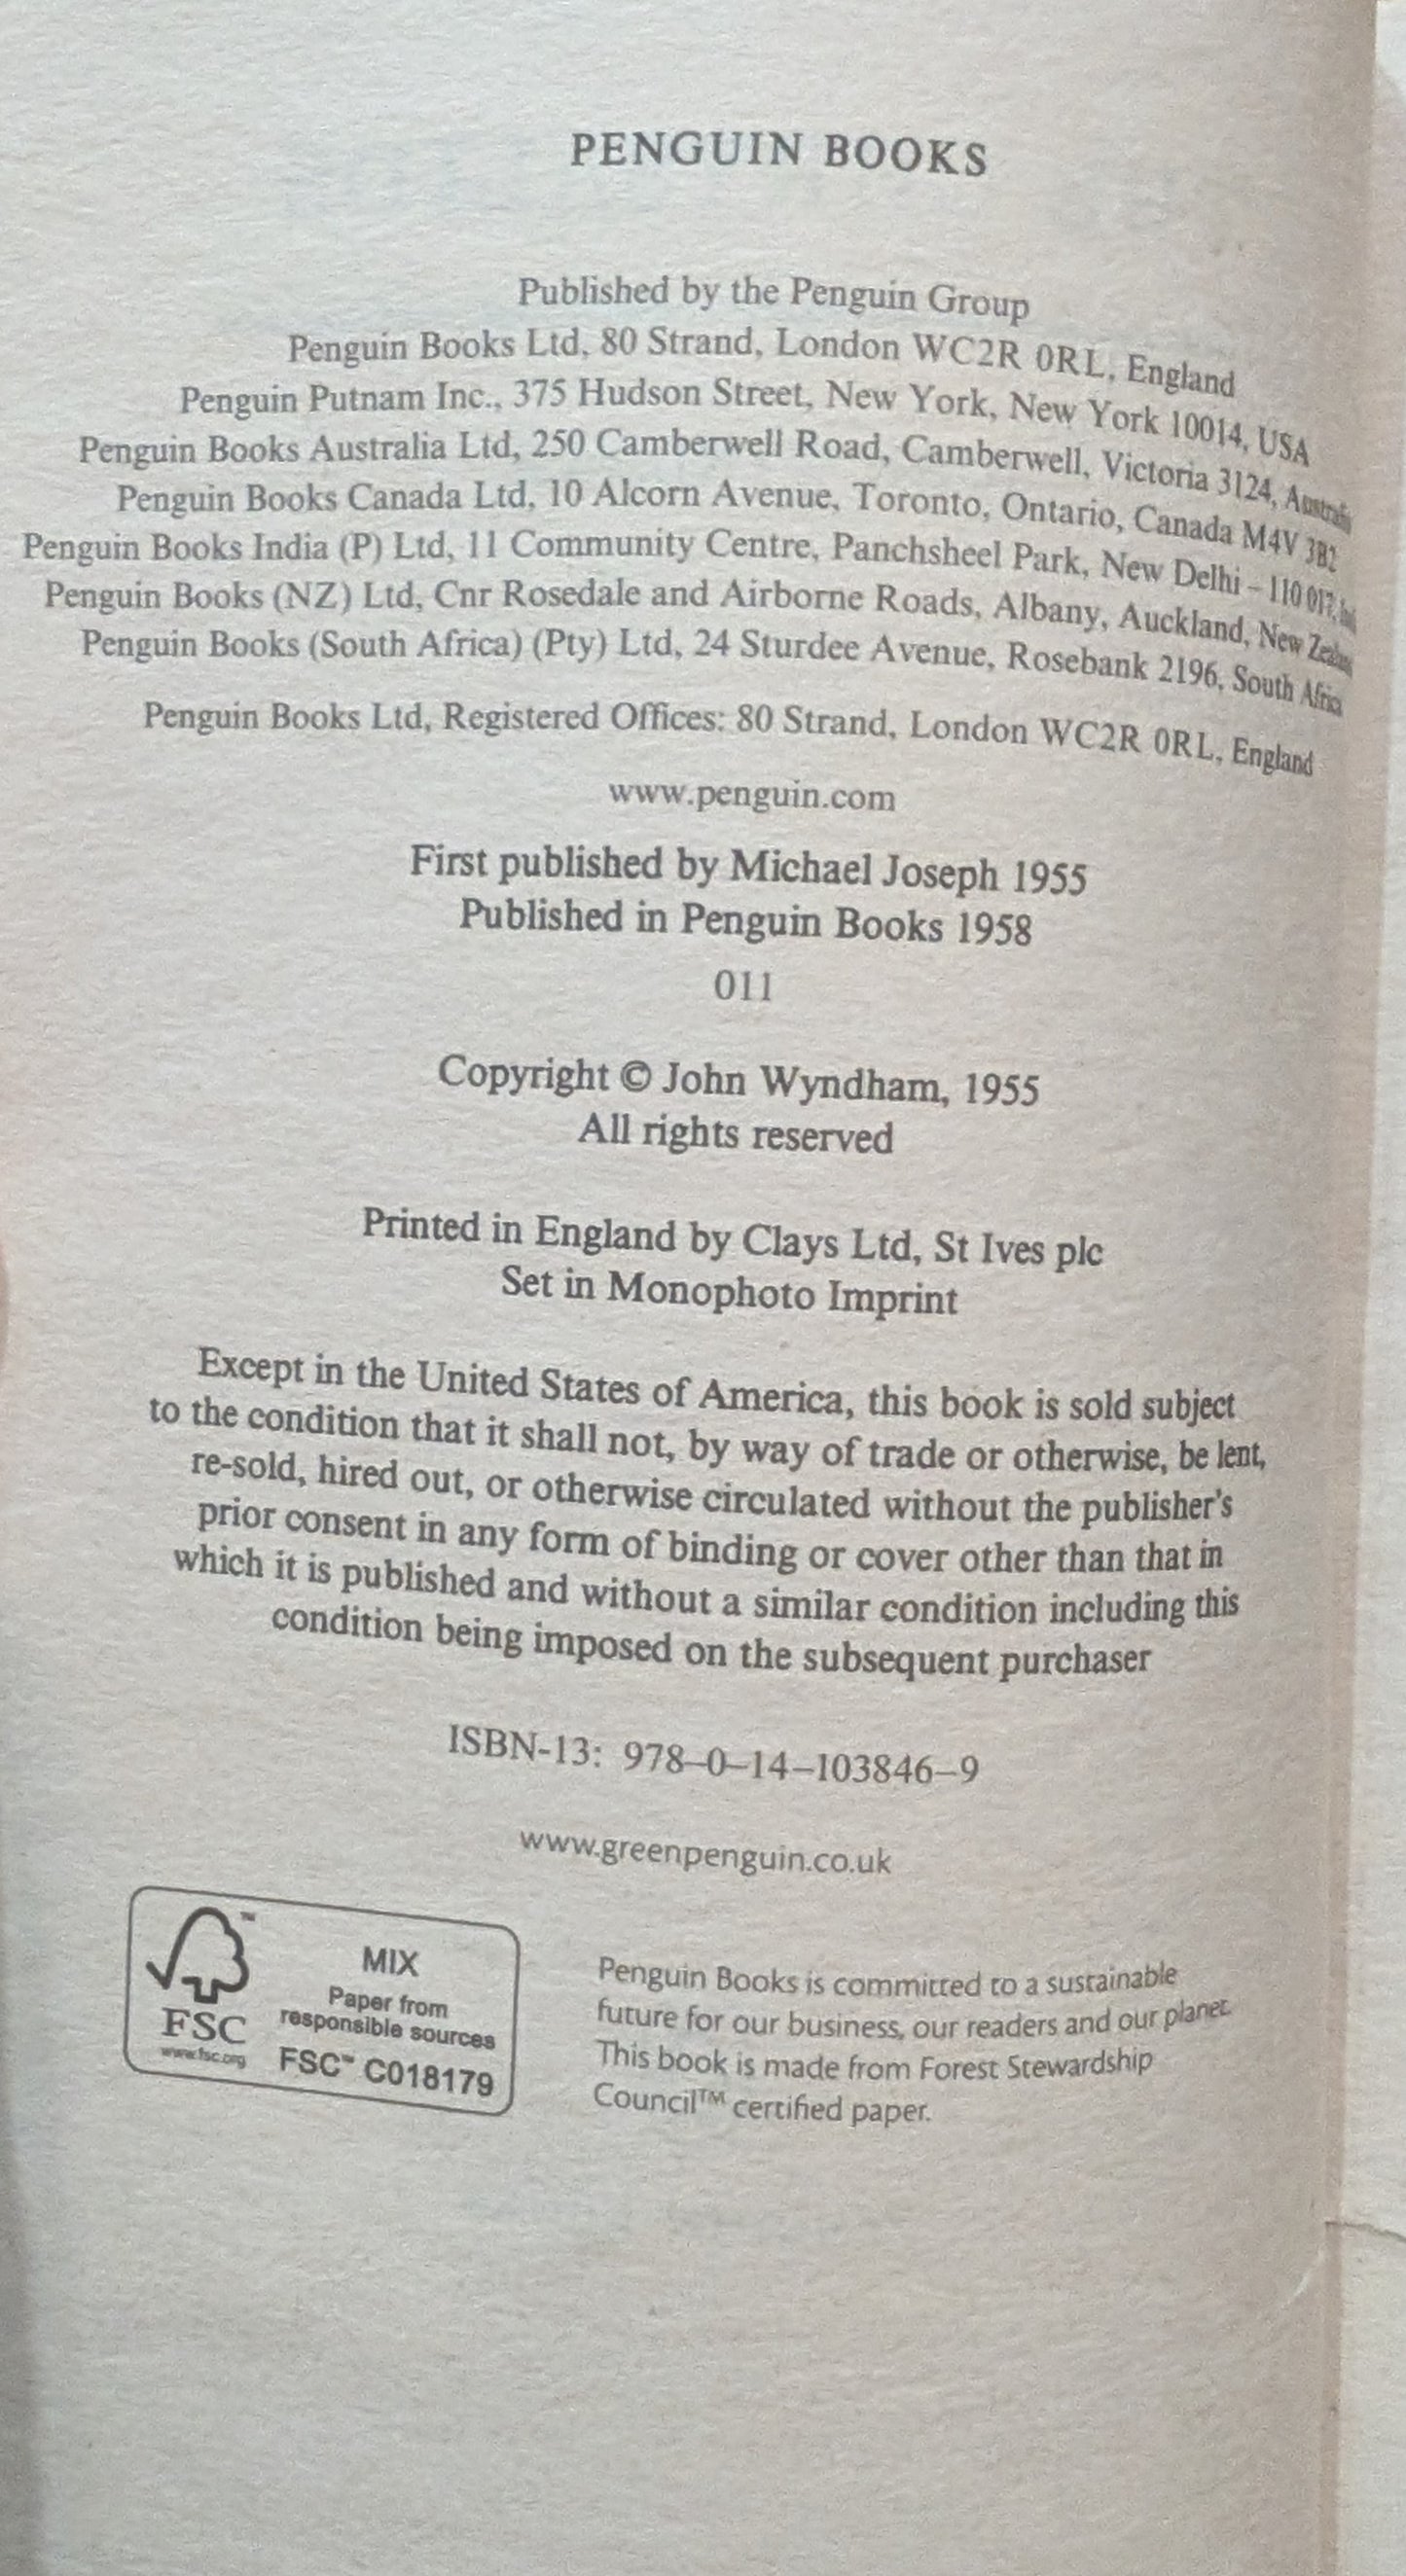 PENGUIN BOOKS
Published by the Penguin Group
Penguin Books Ltd, 80 Strand, London WC2R 0RL, England
Penguin Putnam Inc., 375 Hudson Street, New York, New York 10014, USA
Penguin Books Australia Ltd, 250 Camberwell Road, Camberwell, Victoria 3124, Australia
Penguin Books Canada Ltd, 10 Alcorn Avenue, Toronto, Ontario, Canada M4V 3B2
Penguin Books India (P) Ltd, 11 Community Centre, Panchsheel Park, New Delhi – 110 017,
Penguin Books (NZ) Ltd, Cnr Rosedale and Airborne Roads, Albany, Auckland, New Zealand
Penguin Books (South Africa) (Pty) Ltd, 24 Sturdee Avenue, Rosebank 2196, South Africa
Penguin Books Ltd, Registered Offices: 80 Strand, London WC2R 0RL, England
www.penguin.com
First published by Michael Joseph 1955
Published in Penguin Books 1958
011
Copyright © John Wyndham, 1955
All rights reserved
Printed in England by Clays Ltd, St Ives plc
Set in Monophoto Imprint
Except in the United States of America, this book is sold subject
to the condition that it shall not, by way of trade or otherwise, be lent,
re-sold, hired out, or otherwise circulated without the publisher's
prior consent in any form of binding or cover other than that in
which it is published and without a similar condition including this
condition being imposed on the subsequent purchaser
ISBN-13: 978–0–14–103846–9
www.greenpenguin.co.uk
™
FSC
www.fsc.org
MIX
Paper from
responsible sources
FSC™ C018179
Penguin Books is committed to a sustainable
future for our business, our readers and our planet.
This book is made from Forest Stewardship
Council™ certified paper.